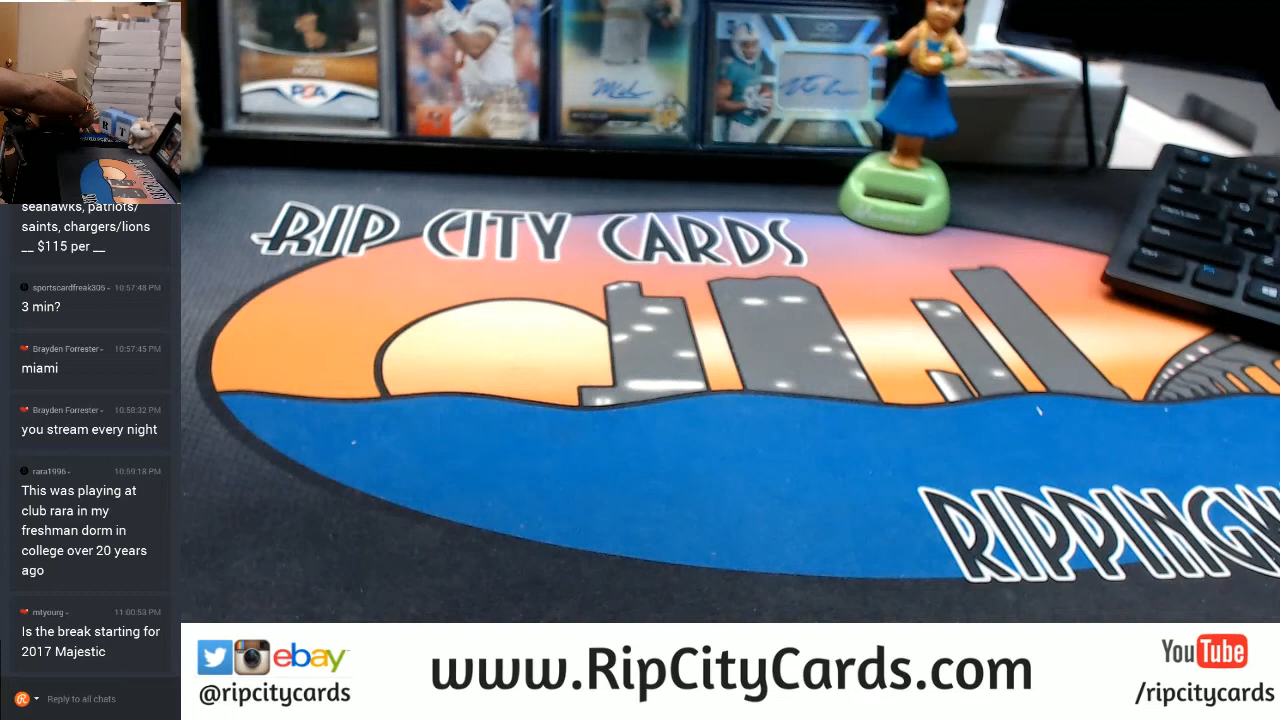 seahawks, patriots/
saints, chargers/lions
__ $115 per __
sportscardfreak305 - 10:57:48 PM
3 min?
Brayden Forrester - 10:57:45 PM
miami
Brayden Forrester - 10:58:32 PM
you stream every night
rara1996 - 10:59:18 PM
This was playing at
club rara in my
freshman dorm in
college over 20 years
ago
mtyourg - 11:00:53 PM
Is the break starting for
2017 Majestic
Reply to all chats
PSA
RIP CITY CARDS
RIPPINGW
ebay
@ripcitycards
www.RipCityCards.com
YouTube
/ripcitycards